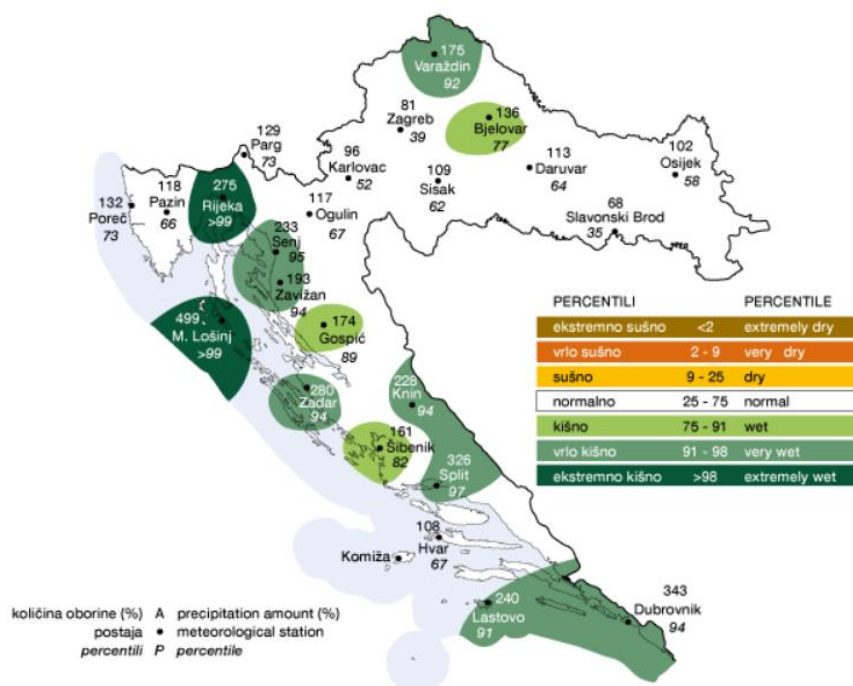 175
Varaždin
92
81
Zagreb
39
136
Bjelovar
77
129
Parg
73
96
Karlovac
52
109
Sisak
62
113
Daruvar
64
102
Osijek
58
132
Poreč
73
118
Pazin
66
275
Rijeka
>99
117
Ogulin
67
68
Slavonski Brod
35
233
Senj
95
193
Zavižan
94
499
M. Lošinj
>99
174
Gospić
89
280
Zadar
94
228
Knin
94
161
Šibenik
82
326
Split
97
108
Hvar
67
Komiža
240
Lastovo
91
343
Dubrovnik
94
PERCENTILI PERCENTILE
ekstremno sušno <2 extremely dry
vrlo sušno 2 - 9 very dry
sušno 9 - 25 dry
normalno 25 - 75 normal
kišno 75 - 91 wet
vrlo kišno 91 - 98 very wet
ekstremno kišno >98 extremely wet
količina oborine (%) A precipitation amount (%)
postaja • meteorological station
percentili P percentile